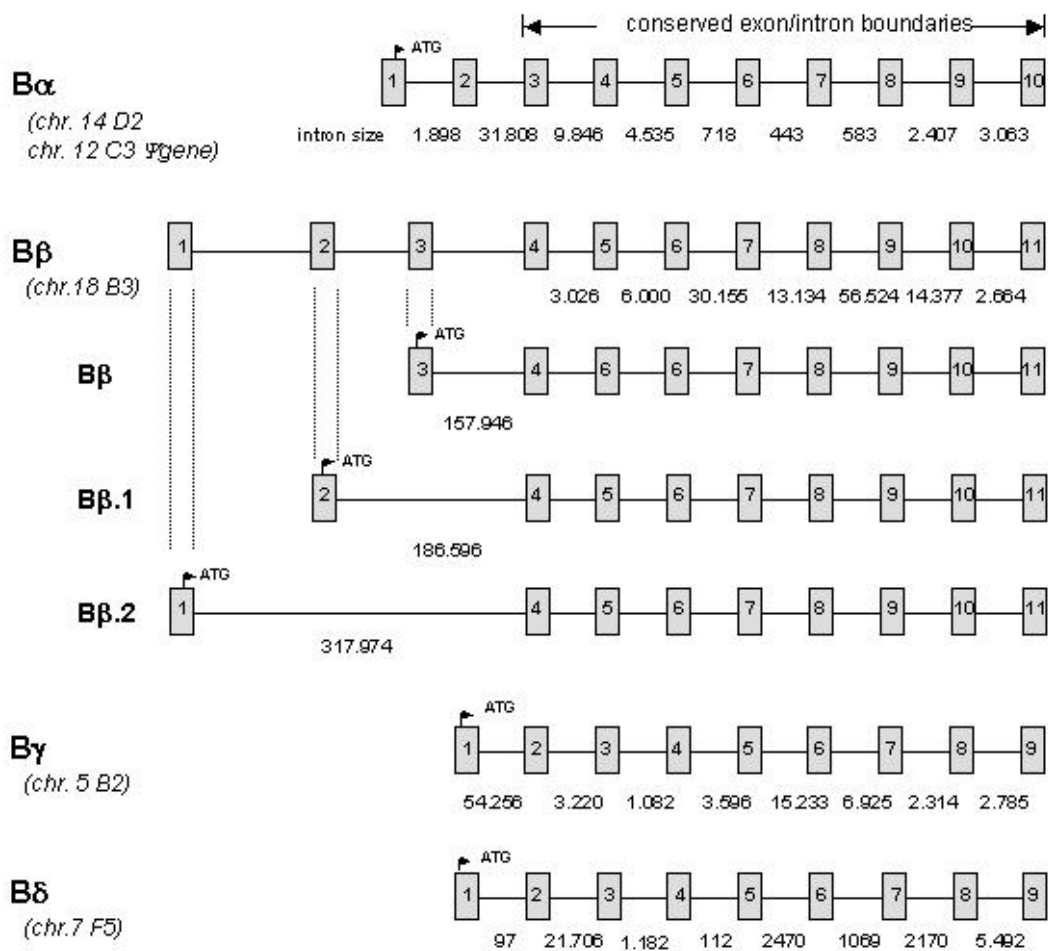 conserved exon/intron boundaries
ATG
Bα 1 2 3 4 5 6 7 8 9 10
(chr. 14 D2
chr. 12 C3 Ψgene)
intron size 1.898 31.808 9.846 4.535 718 443 583 2.407 3.063
Bβ 1 2 3 4 5 6 7 8 9 10 11
(chr.18 B3)
3.026 6.000 30.155 13.134 56.524 14.377 2.664
ATG
Bβ 3 4 6 6 7 8 9 10 11
157.946
ATG
Bβ.1 2 4 5 6 7 8 9 10 11
186.596
ATG
Bβ.2 1 4 5 6 7 8 9 10 11
317.974
ATG
Bγ 1 2 3 4 5 6 7 8 9
(chr. 5 B2)
54.256 3.220 1.082 3.596 15.233 6.925 2.314 2.785
ATG
Bδ 1 2 3 4 5 6 7 8 9
(chr.7 F5)
97 21.706 1.182 112 2470 1069 2170 5.492